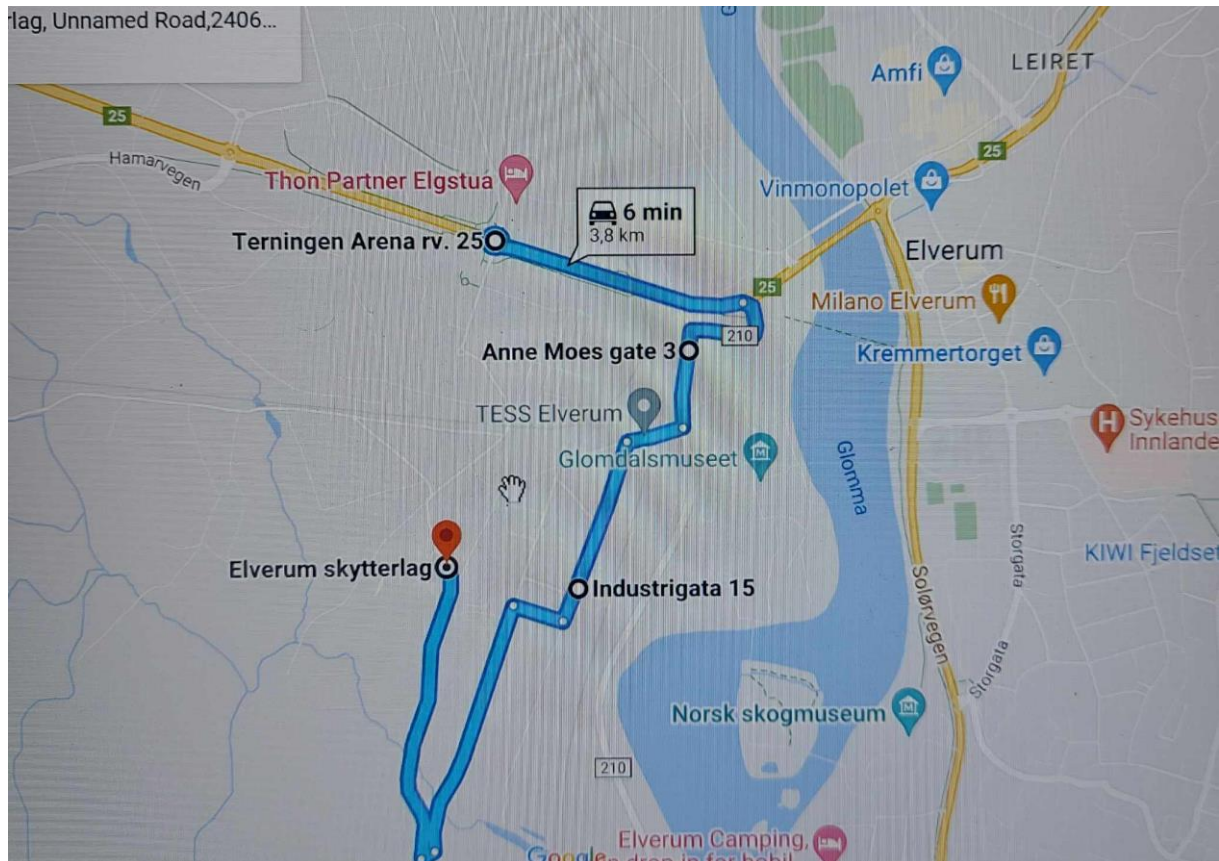 rlag, Unnamed Road,2406...
LEIRET
Amfi
25
25
Hamarvegen
Thon Partner Elgstua
Vinmonopolet
6 min
3,8 km
Terningen Arena rv. 25
Elverum
25
Milano Elverum
210
Anne Moes gate 3
Kremmertorget
TESS Elverum
Sykehus
Innlande
Glomdalsmuseet
Glomma
Storgata
KIWI Fjeldset
Elverum skytterlag
Industrigata 15
Solørvegen
Storgata
Norsk skogmuseum
210
Elverum Camping,
Google